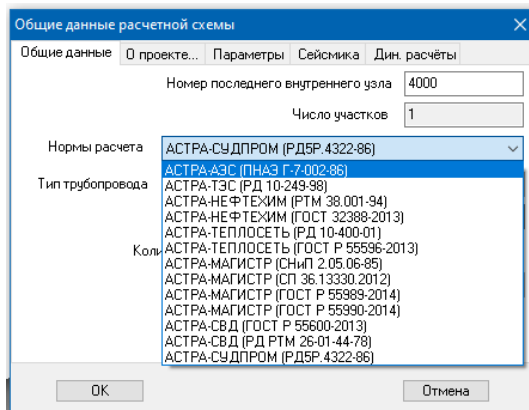 Общие данные расчетной схемы
Общие данные О проекте... Параметры Сейсмика Дин. расчёты
Номер последнего внутреннего узла 4000
Число участков 1
Нормы расчета АСТРА-СУДПРОМ (РД5Р.4322-86)
АСТРА-АЭС (ПНАЭ Г-7-002-86)
Тип трубопровода АСТРА-ТЭС (РД 10-249-98)
АСТРА-НЕФТЕХИМ (РТМ 38.001-94)
АСТРА-НЕФТЕХИМ (ГОСТ 32388-2013)
АСТРА-ТЕПЛОСЕТЬ (РД 10-400-01)
Коли АСТРА-ТЕПЛОСЕТЬ (ГОСТ Р 55596-2013)
АСТРА-МАГИСТР (СНиП 2.05.06-85)
АСТРА-МАГИСТР (СП 36.13330.2012)
АСТРА-МАГИСТР (ГОСТ Р 55989-2014)
АСТРА-МАГИСТР (ГОСТ Р 55990-2014)
АСТРА-СВД (ГОСТ Р 55600-2013)
АСТРА-СВД (РД РТМ 26-01-44-78)
АСТРА-СУДПРОМ (РД5Р.4322-86)
OK Отмена